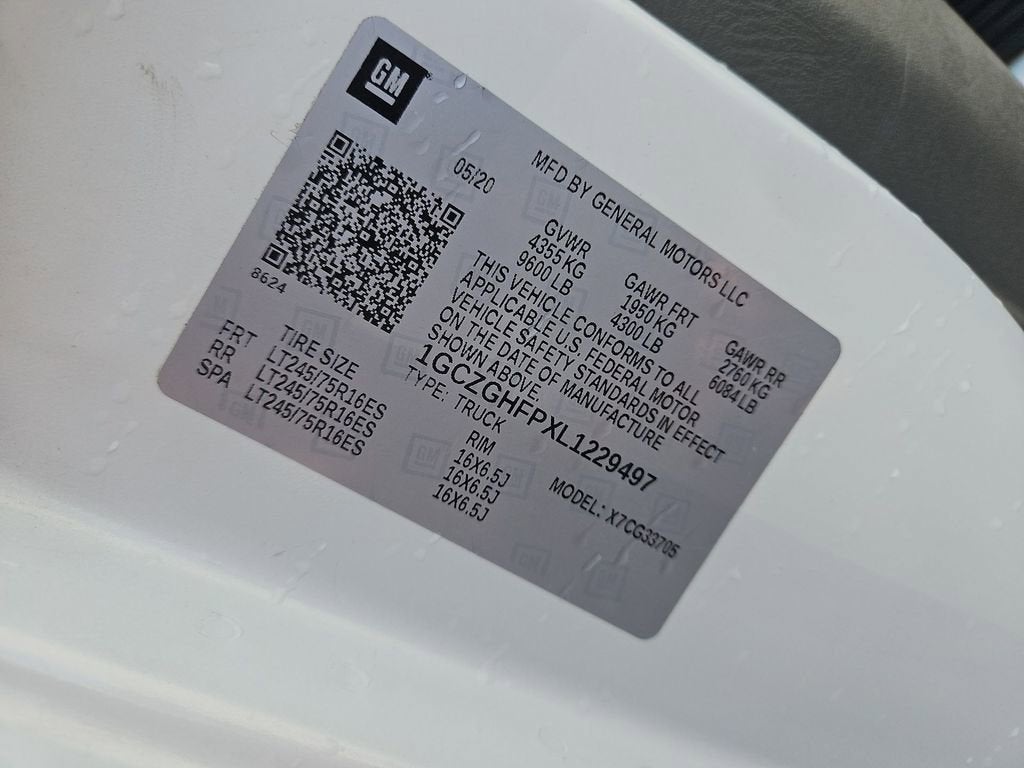 GM
05/20
MFD BY GENERAL MOTORS LLC
GVWR GAWR FRT GAWR RR
4355 KG 1950 KG 2760 KG
9600 LB 4300 LB 6084 LB
THIS VEHICLE CONFORMS TO ALL
APPLICABLE U.S. FEDERAL MOTOR
VEHICLE SAFETY STANDARDS IN EFFECT
ON THE DATE OF MANUFACTURE
SHOWN ABOVE.
1GCZGHFPXL1229497
TYPE: TRUCK MODEL: X7CG33705
8624
TIRE SIZE RIM
FRT LT245/75R16ES 16X6.5J
RR LT245/75R16ES 16X6.5J
SPA LT245/75R16ES 16X6.5J